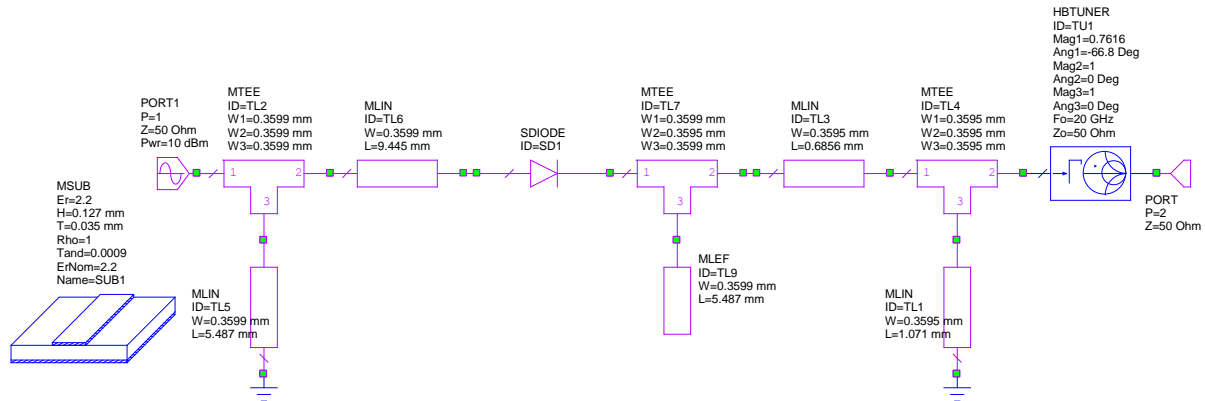 HBTUNER
ID=TU1
Mag1=0.7616
Ang1=-66.8 Deg
Mag2=1
Ang2=0 Deg
Mag3=1
Ang3=0 Deg
Fo=20 GHz
Zo=50 Ohm
PORT1
P=1
Z=50 Ohm
Pwr=10 dBm
MTEE
ID=TL2
W1=0.3599 mm
W2=0.3599 mm
W3=0.3599 mm
1
2
3
MLIN
ID=TL6
W=0.3599 mm
L=9.445 mm
SDIODE
ID=SD1
MTEE
ID=TL7
W1=0.3599 mm
W2=0.3595 mm
W3=0.3599 mm
1
2
3
MLIN
ID=TL3
W=0.3595 mm
L=0.6856 mm
MTEE
ID=TL4
W1=0.3595 mm
W2=0.3595 mm
W3=0.3595 mm
1
2
3
PORT
P=2
Z=50 Ohm
MSUB
Er=2.2
H=0.127 mm
T=0.035 mm
Rho=1
Tand=0.0009
ErNom=2.2
Name=SUB1
MLIN
ID=TL5
W=0.3599 mm
L=5.487 mm
MLEF
ID=TL9
W=0.3599 mm
L=5.487 mm
MLIN
ID=TL1
W=0.3595 mm
L=1.071 mm